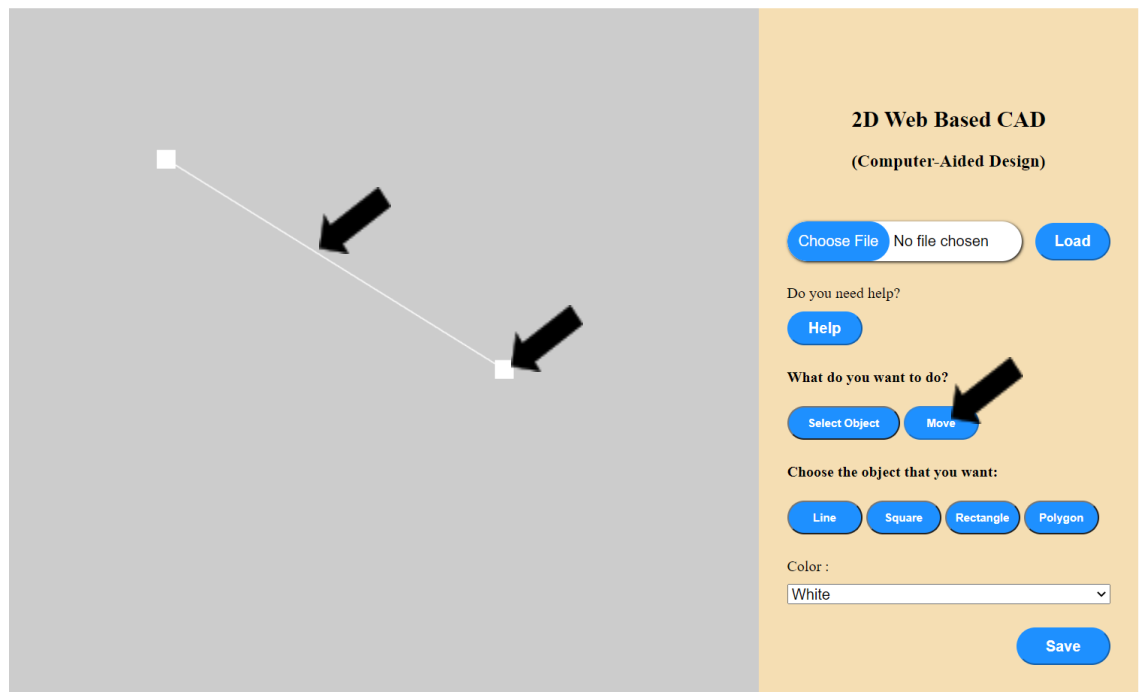 2D Web Based CAD
(Computer-Aided Design)
Choose File No file chosen Load
Do you need help?
Help
What do you want to do?
Select Object Move
Choose the object that you want:
Line Square Rectangle Polygon
Color :
White
Save